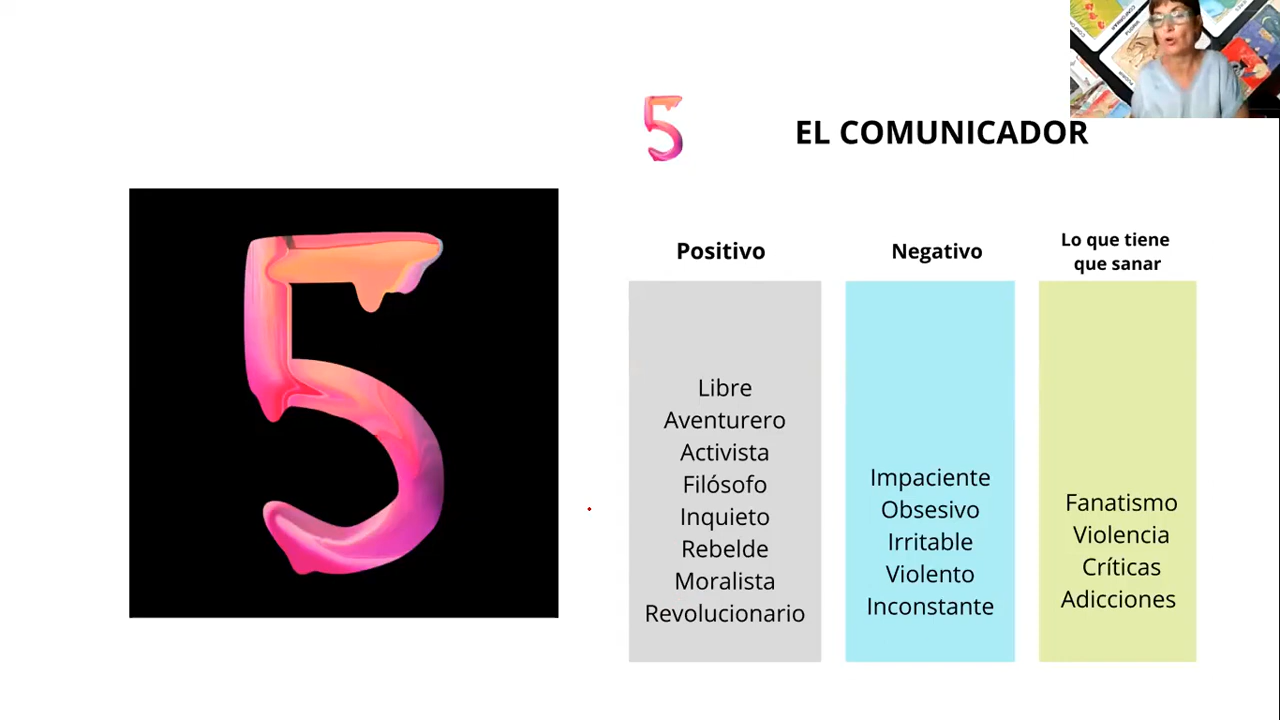 5
EL COMUNICADOR
5
Positivo
Libre
Aventurero
Activista
Filósofo
Inquieto
Rebelde
Moralista
Revolucionario
Negativo
Impaciente
Obsesivo
Irritable
Violento
Inconstante
Lo que tiene
que sanar
Fanatismo
Violencia
Críticas
Adicciones